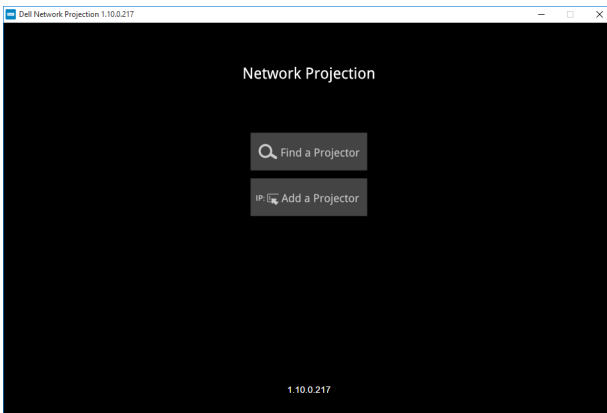 Dell Network Projection 1.10.0.217
Network Projection
Find a Projector
IP: Add a Projector
1.10.0.217